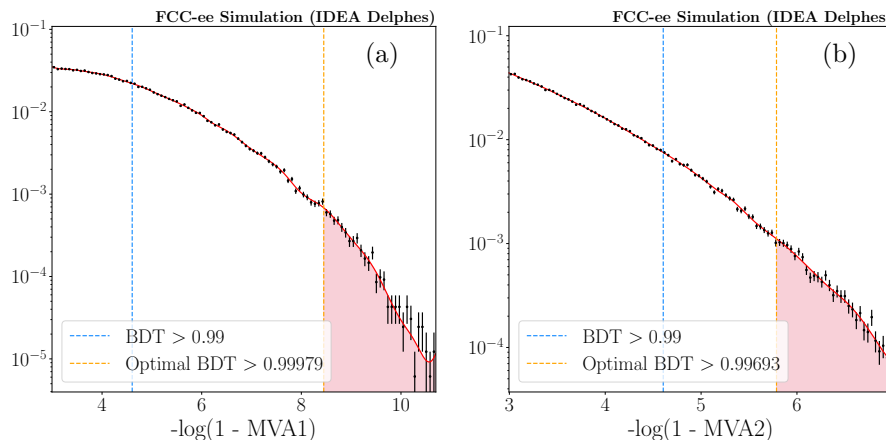 FCC-ee Simulation (IDEA Delphes)
(a)
10⁻¹
10⁻²
10⁻³
10⁻⁴
10⁻⁵
BDT > 0.99
Optimal BDT > 0.99979
4 6 8 10
-log(1 - MVA1)
FCC-ee Simulation (IDEA Delphes)
(b)
10⁻¹
10⁻²
10⁻³
10⁻⁴
BDT > 0.99
Optimal BDT > 0.99693
3 4 5 6
-log(1 - MVA2)